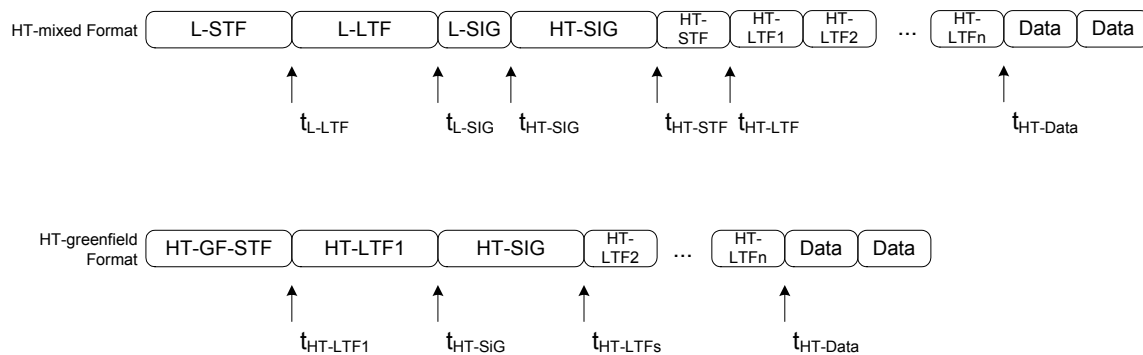 HT-mixed Format
L-STF
L-LTF
L-SIG
HT-SIG
HT-
STF
HT-
LTF1
HT-
LTF2
...
HT-
LTFn
Data
Data
tL-LTF
tL-SIG
tHT-SIG
tHT-STF
tHT-LTF
tHT-Data
HT-greenfield
Format
HT-GF-STF
HT-LTF1
HT-SIG
HT-
LTF2
...
HT-
LTFn
Data
Data
tHT-LTF1
tHT-SiG
tHT-LTFs
tHT-Data